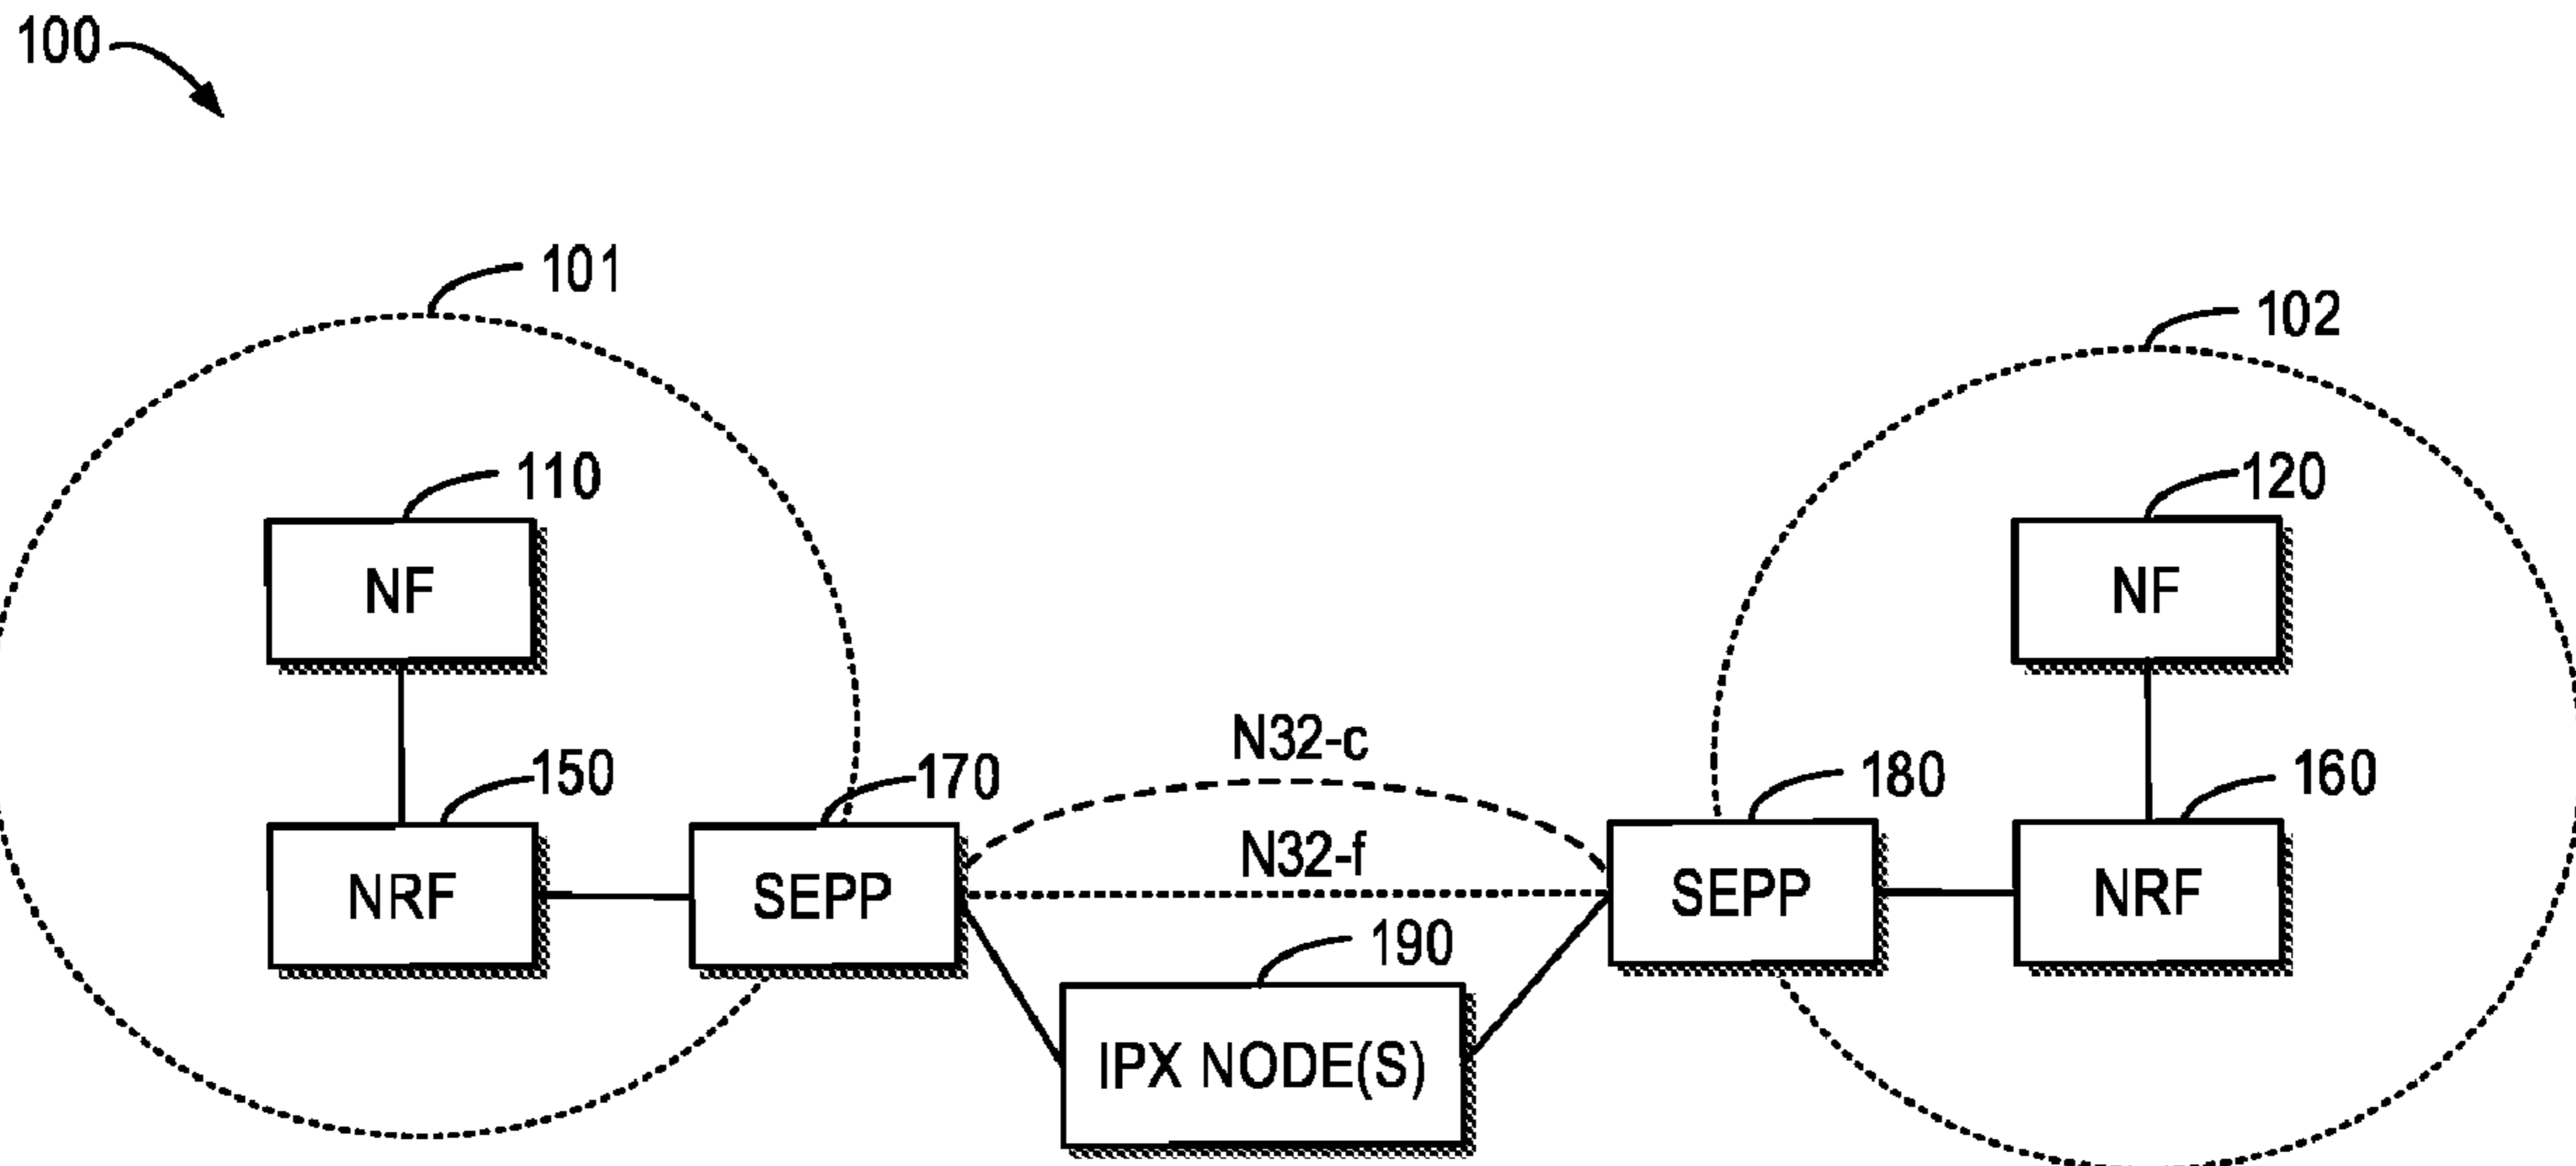 100
101
102
110
120
NF
NF
N32-c
150
170
180
160
N32-f
NRF
SEPP
SEPP
NRF
190
IPX NODE(S)